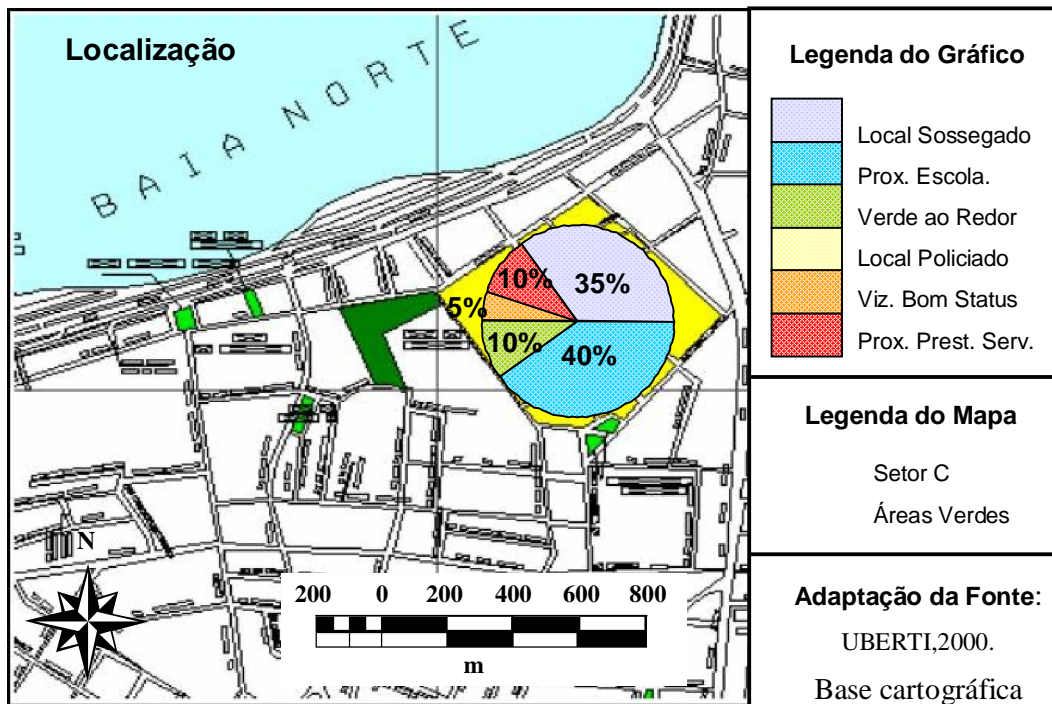 Localização
BAIA NORTE
35%
10%
5%
10%
40%
N
200 0 200 400 600 800
m
Legenda do Gráfico
Local Sossegado
Prox. Escola.
Verde ao Redor
Local Policiado
Viz. Bom Status
Prox. Prest. Serv.
Legenda do Mapa
Setor C
Áreas Verdes
Adaptação da Fonte:
UBERTI,2000.
Base cartográfica